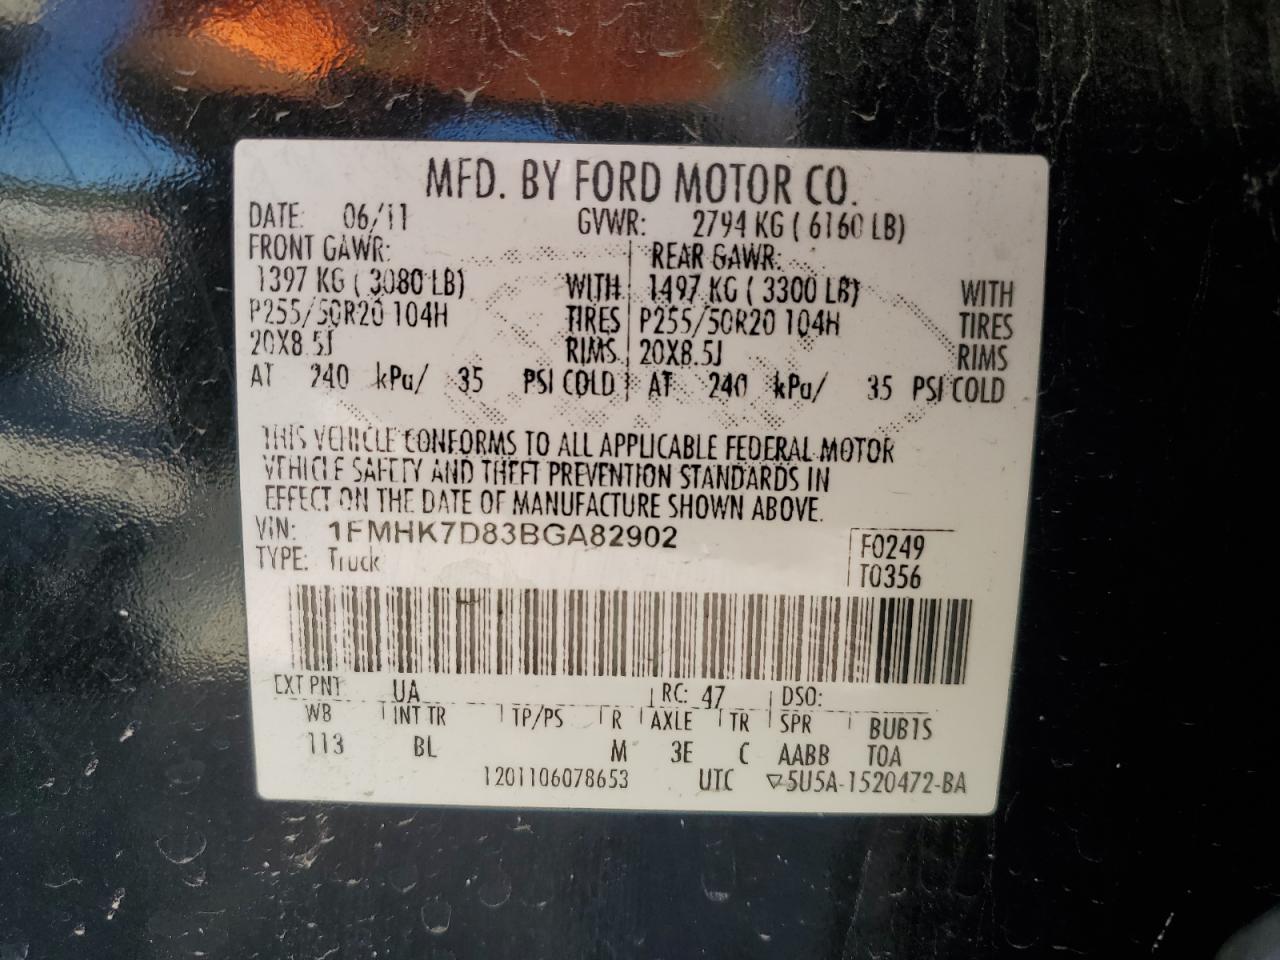 MFD. BY FORD MOTOR CO.
DATE: 06/11 GVWR: 2794 KG ( 6160 LB)
FRONT GAWR: REAR GAWR:
1397 KG ( 3080 LB) WITH 1497 KG ( 3300 LB) WITH
P255/50R20 104H TIRES P255/50R20 104H TIRES
20X8.5J RIMS 20X8.5J RIMS
AT 240 kPa/ 35 PSI COLD AT 240 kPa/ 35 PSI COLD
THIS VEHICLE CONFORMS TO ALL APPLICABLE FEDERAL MOTOR
VEHICLE SAFETY AND THEFT PREVENTION STANDARDS IN
EFFECT ON THE DATE OF MANUFACTURE SHOWN ABOVE.
VIN: 1FMHK7D83BGA82902
TYPE: Truck
F0249
T0356
EXT PNT UA RC: 47 DSO:
WB INT TR TP/PS R AXLE TR SPR BUB1S
113 BL M 3E C AABB TOA
1201106078653 UTC ▽5U5A-1520472-BA